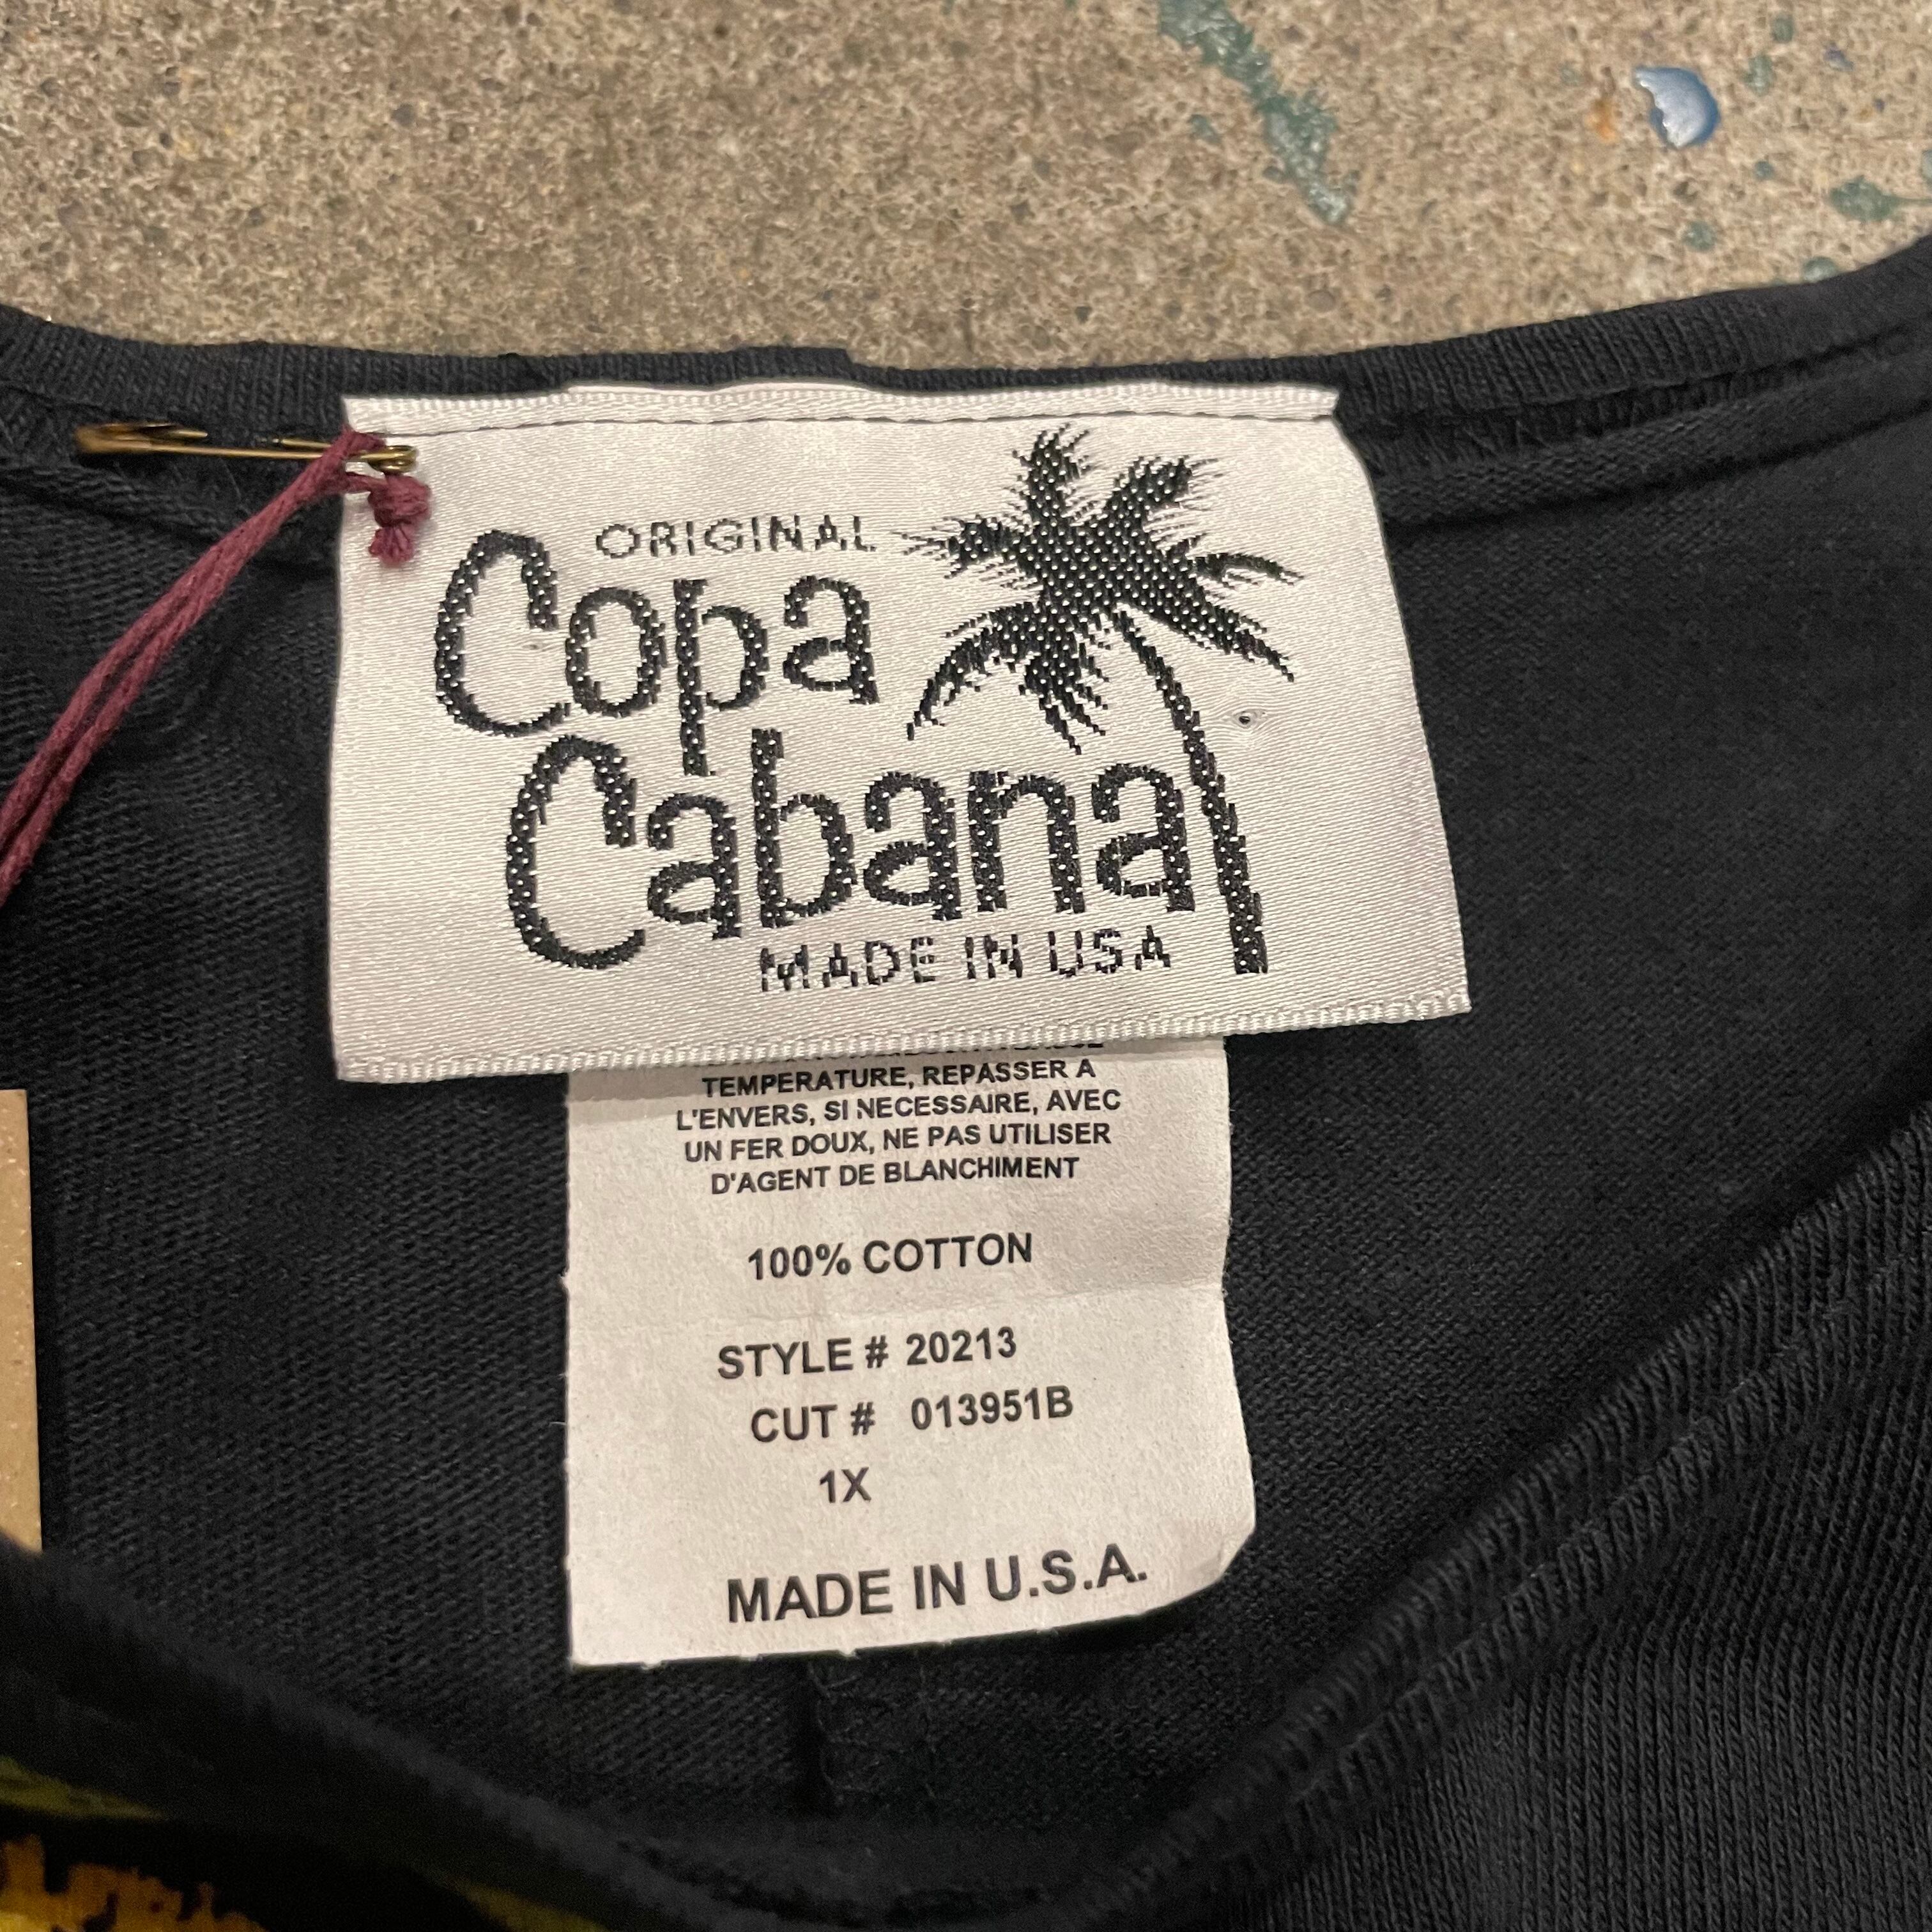 ORIGINAL
Copa
Cabana
MADE IN USA
TEMPERATURE, REPASSER A
L'ENVERS, SI NECESSAIRE, AVEC
UN FER DOUX, NE PAS UTILISER
D'AGENT DE BLANCHIMENT
100% COTTON
STYLE # 20213
CUT # 013951B
1X
MADE IN U.S.A.